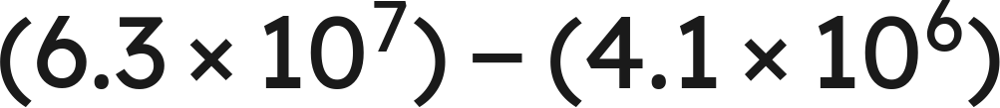 (6.3 × 10⁷) − (4.1 × 10⁶)